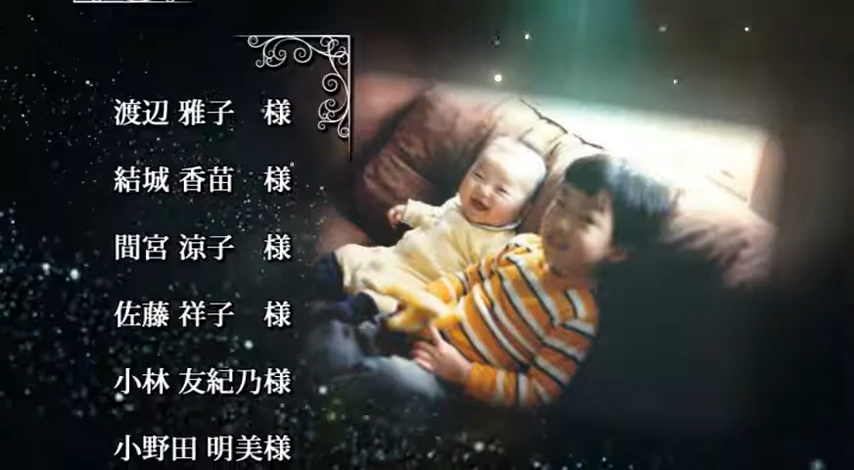 渡辺 雅子　様
結城 香苗　様
間宮 涼子　様
佐藤 祥子　様
小林 友紀乃様
小野田 明美様